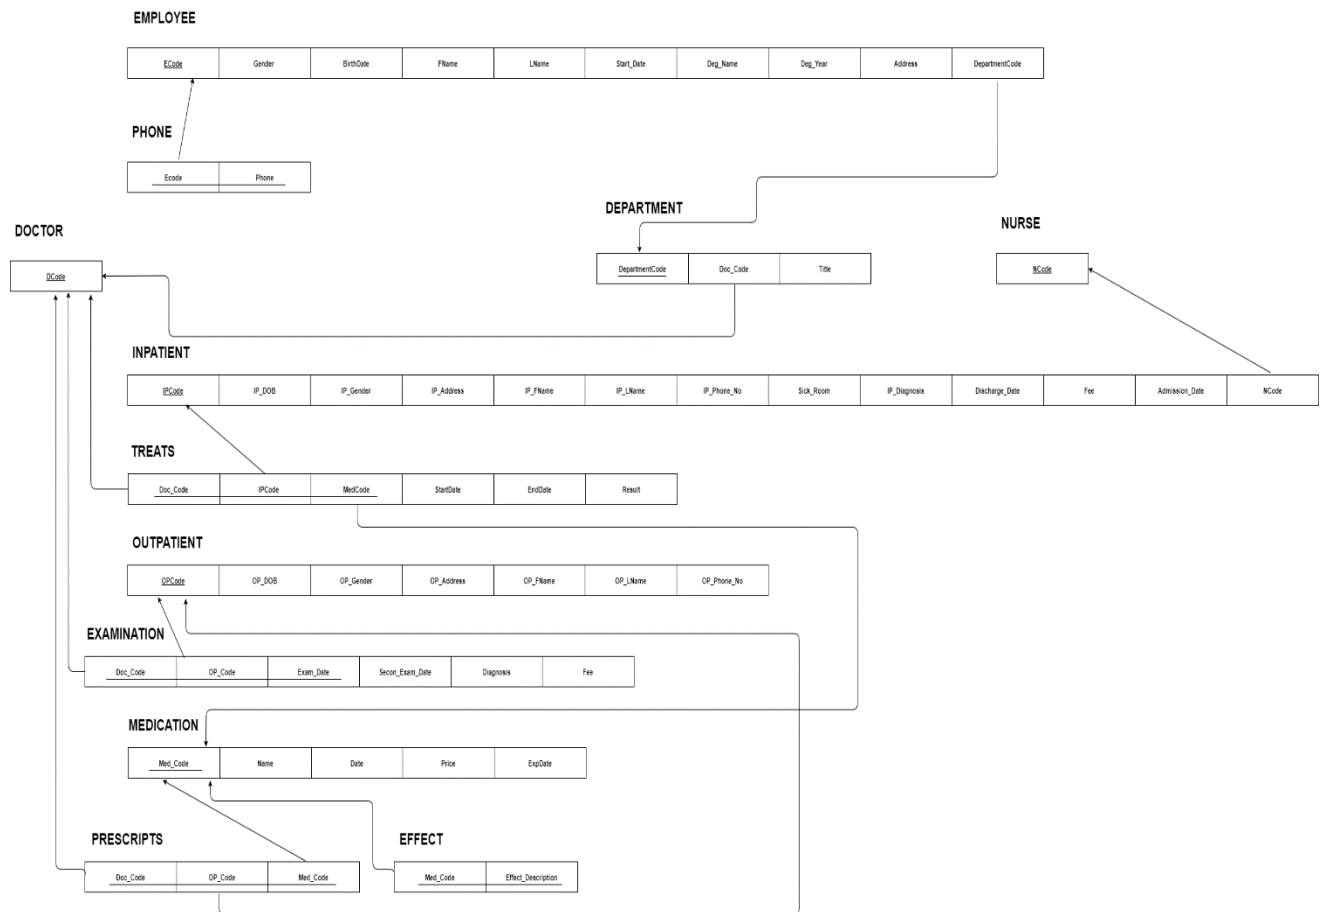 EMPLOYEE
ECode Gender BirthDate FName LName Start_Date Deg_Name Deg_Year Address DepartmentCode
PHONE
Ecode Phone
DEPARTMENT
NURSE
DOCTOR
DCode
DepartmentCode Doc_Code Title
NCode
INPATIENT
IPCode IP_DOB IP_Gender IP_Address IP_FName IP_LName IP_Phone_No Sick_Room IP_Diagnosis Discharge_Date Fee Admission_Date NCode
TREATS
Doc_Code IPCode MedCode StartDate EndDate Result
OUTPATIENT
OPCode OP_DOB OP_Gender OP_Address OP_FName OP_LName OP_Phone_No
EXAMINATION
Doc_Code OP_Code Exam_Date Secon_Exam_Date Diagnosis Fee
MEDICATION
Med_Code Name Date Price ExpDate
PRESCRIPTS
EFFECT
Doc_Code OP_Code Med_Code
Med_Code Effect_Description